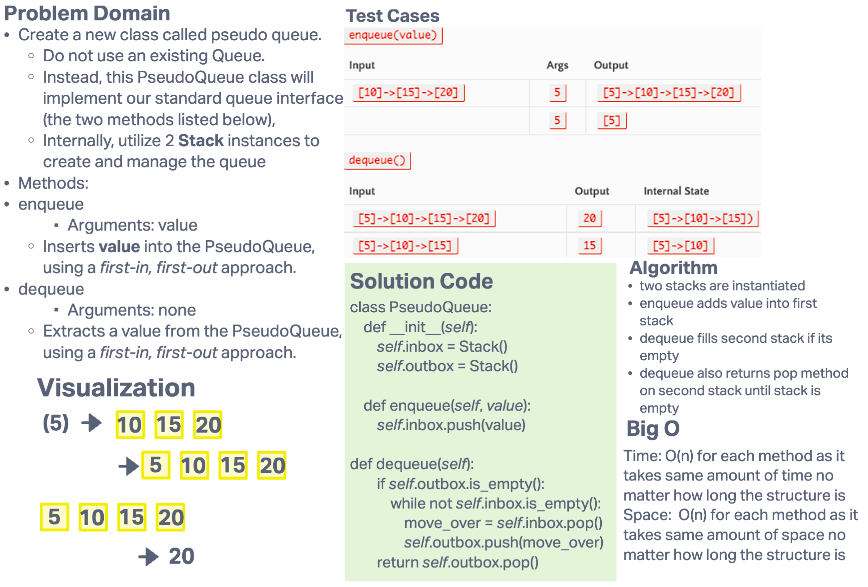 Problem Domain
• Create a new class called pseudo queue.
◦ Do not use an existing Queue.
◦ Instead, this PseudoQueue class will
implement our standard queue interface
(the two methods listed below),
◦ Internally, utilize 2 Stack instances to
create and manage the queue
• Methods:
• enqueue
▪ Arguments: value
◦ Inserts value into the PseudoQueue,
using a first-in, first-out approach.
• dequeue
▪ Arguments: none
◦ Extracts a value from the PseudoQueue,
using a first-in, first-out approach.
Visualization
(5) → 10 15 20
→ 5 10 15 20
5 10 15 20
→ 20
Test Cases
enqueue(value)
Input Args Output
[10]->[15]->[20] 5 [5]->[10]->[15]->[20]
5 [5]
dequeue()
Input Output Internal State
[5]->[10]->[15]->[20] 20 [5]->[10]->[15])
[5]->[10]->[15] 15 [5]->[10]
Solution Code
class PseudoQueue:
def __init__(self):
self.inbox = Stack()
self.outbox = Stack()
def enqueue(self, value):
self.inbox.push(value)
def dequeue(self):
if self.outbox.is_empty():
while not self.inbox.is_empty():
move_over = self.inbox.pop()
self.outbox.push(move_over)
return self.outbox.pop()
Algorithm
• two stacks are instantiated
• enqueue adds value into first
stack
• dequeue fills second stack if its
empty
• dequeue also returns pop method
on second stack until stack is
empty
Big O
Time: O(n) for each method as it
takes same amount of time no
matter how long the structure is
Space: O(n) for each method as it
takes same amount of space no
matter how long the structure is